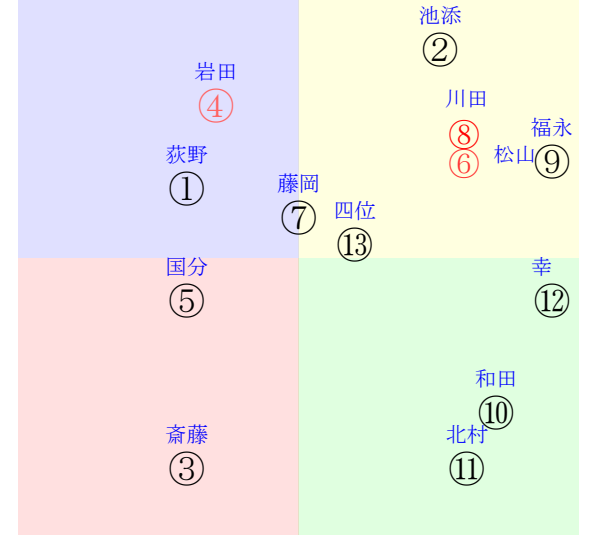 池添
②
岩田
④
川田
⑧
福永
⑨
松山
⑥
荻野
①
藤岡
⑦
四位
⑬
国分
⑤
幸
⑫
和田
⑩
斎藤
③
北村
⑪